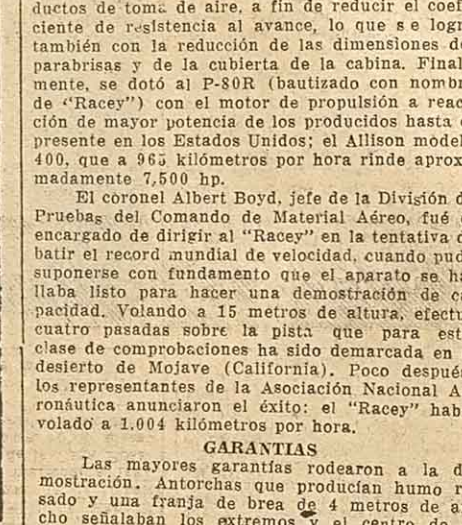 ductos de toma de aire, a fin de reducir el coef
ciente de resistencia al avance, lo que s e logr
también con la reducción de las dimensiones d
parabrisas y de la cubierta de la cabina. Final
mente, se dotó al P-80R (bautizado con nombr
de "Racey") con el motor de propulsión a reac
ción de mayor potencia de los producidos hasta
presente en los Estados Unidos; el Allison model
400, que a 965 kilómetros por hora rinde aprox
madamente 7,500 hp.
El coronel Albert Boyd, jefe de la División d
Pruebas del Comando de Material Aéreo, fué
encargado de dirigir al "Racey" en la tentativa d
batir el record mundial de velocidad, cuando pud
suponerse con fundamento que el aparato se ha
llaba listo para hacer una demostración de ca
pacidad. Volando a 15 metros de altura, efectu
cuatro pasadas sobre la pista que para est
clase de comprobaciones ha sido demarcada en
desierto de Mojave (California). Poco después
los representantes de la Asociación Nacional A
ronáutica anunciaron el éxito: el "Racey" hab
volado a 1.004 kilómetros por hora.
GARANTIAS
Las mayores garantías rodearon a la d
mostración. Antorchas que producían humo r
sado y una franja de brea de 4 metros de a
cho señalaban los extremos y el centro de